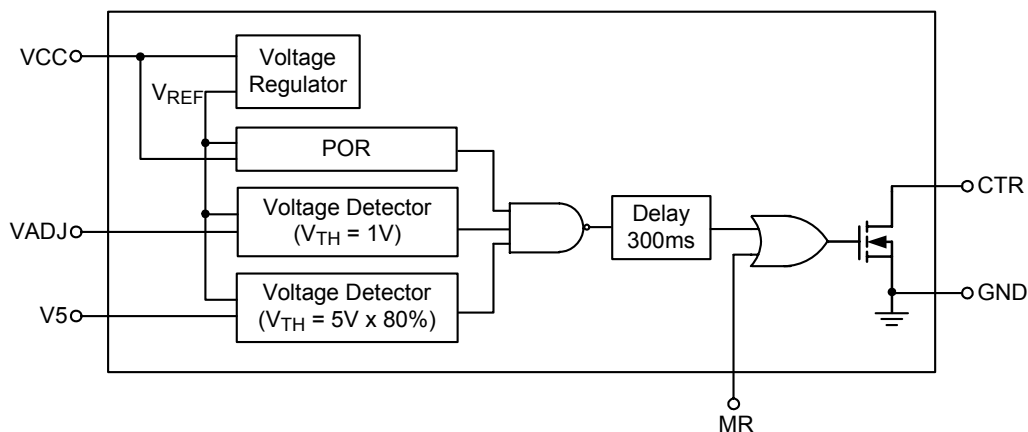 VCC
Voltage
Regulator
VREF
POR
CTR
Voltage Detector
(VTH = 1V)
Delay
300ms
VADJ
Voltage Detector
(VTH = 5V x 80%)
GND
V5
MR